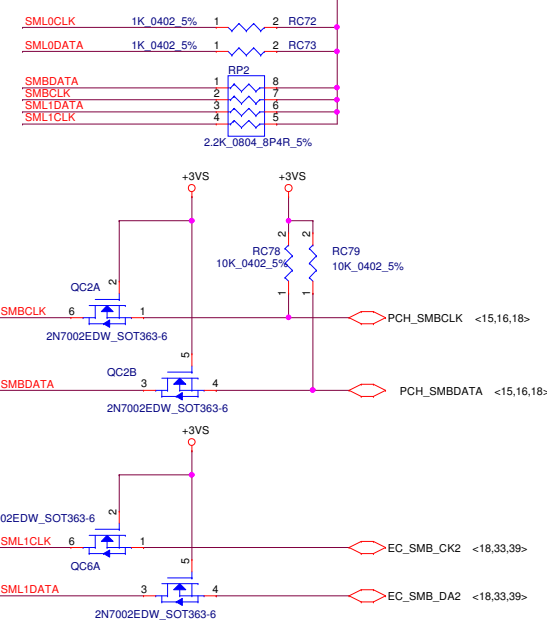 SML0CLK 1K_0402_5% 1 2 RC72
SML0DATA 1K_0402_5% 1 2 RC73
RP2
SMBDATA 1 8
SMBCLK 2 7
SML1DATA 3 6
SML1CLK 4 5
2.2K_0804_8P4R_5%
+3VS +3VS
2 2
RC78 RC79
10K_0402_5% 10K_0402_5%
QC2A 2
1 1
SMBCLK 6 1 PCH_SMBCLK <15,16,18>
2N7002EDW_SOT363-6
5
QC2B
SMBDATA 3 4 PCH_SMBDATA <15,16,18>
2N7002EDW_SOT363-6
+3VS
2
02EDW_SOT363-6
SML1CLK 6 1 EC_SMB_CK2 <18,33,39>
QC6A
5
SML1DATA 3 4 EC_SMB_DA2 <18,33,39>
2N7002EDW_SOT363-6